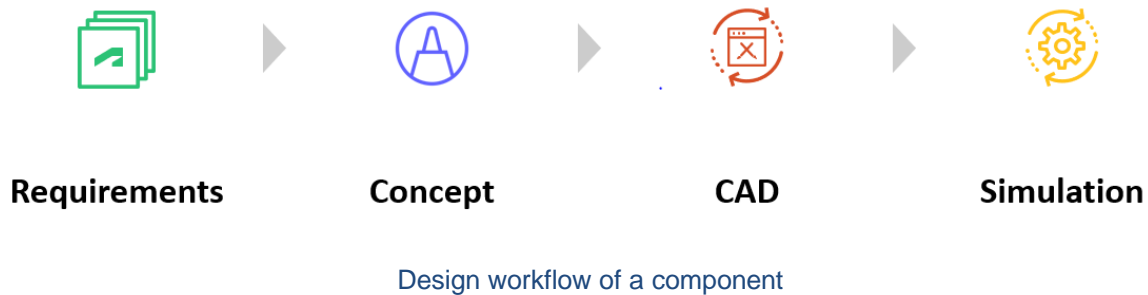 Requirements Concept CAD Simulation
Design workflow of a component